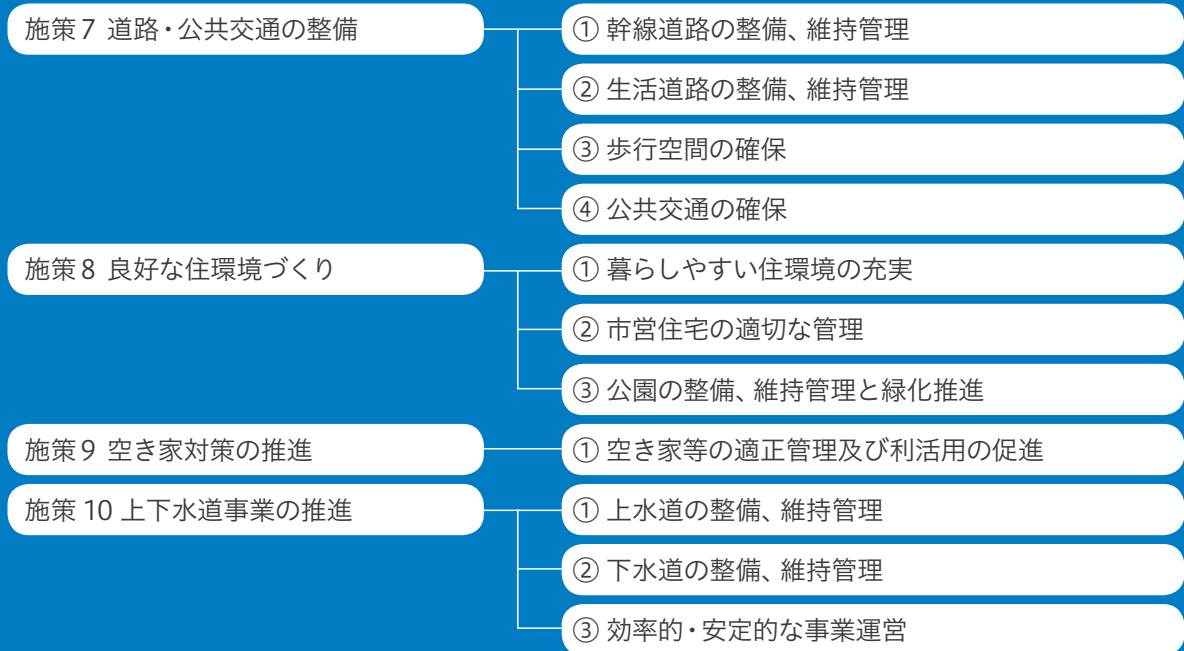 施策7 道路・公共交通の整備
① 幹線道路の整備、維持管理
② 生活道路の整備、維持管理
③ 歩行空間の確保
④ 公共交通の確保
施策8 良好な住環境づくり
① 暮らしやすい住環境の充実
② 市営住宅の適切な管理
③ 公園の整備、維持管理と緑化推進
施策9 空き家対策の推進
① 空き家等の適正管理及び利活用の促進
施策10 上下水道事業の推進
① 上水道の整備、維持管理
② 下水道の整備、維持管理
③ 効率的・安定的な事業運営